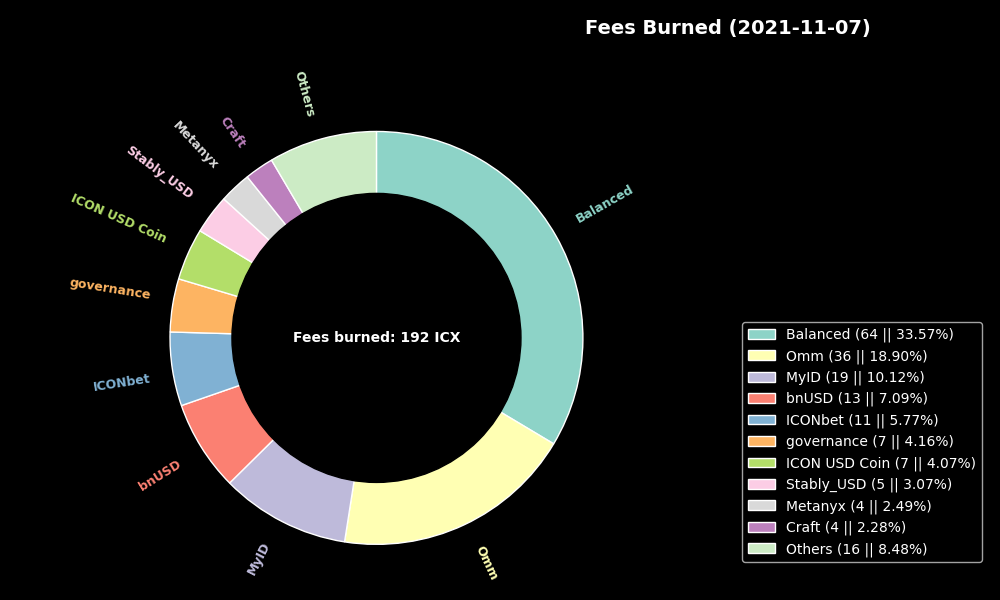 Fees Burned (2021-11-07)
Others
Craft
Metanyx
Stably_USD
Balanced
ICON USD Coin
governance
Fees burned: 192 ICX
ICONbet
bnUSD
MyID
Omm
Balanced (64 || 33.57%)
Omm (36 || 18.90%)
MyID (19 || 10.12%)
bnUSD (13 || 7.09%)
ICONbet (11 || 5.77%)
governance (7 || 4.16%)
ICON USD Coin (7 || 4.07%)
Stably_USD (5 || 3.07%)
Metanyx (4 || 2.49%)
Craft (4 || 2.28%)
Others (16 || 8.48%)